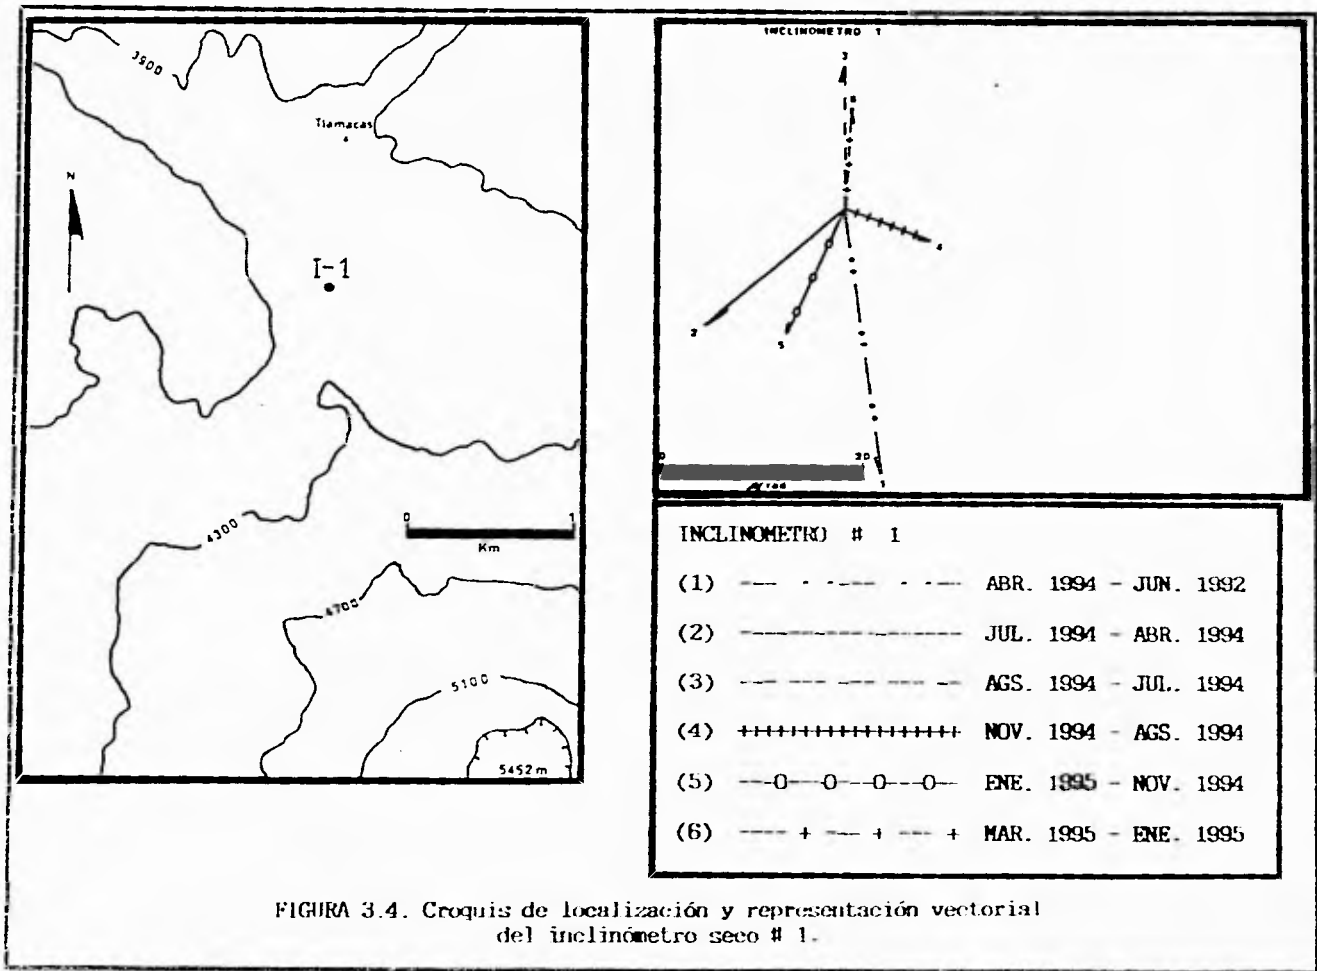 3900
Tlamacas
N
I-1
4300
0 1
Km
4700
5100
5452m
INCLINOMETRO 1
3
6
4
2
5
1
0 20
μrad
INCLINOMETRO # 1
(1) ABR. 1994 - JUN. 1992
(2) JUL. 1994 - ABR. 1994
(3) AGS. 1994 - JUL. 1994
(4) NOV. 1994 - AGS. 1994
(5) ENE. 1995 - NOV. 1994
(6) MAR. 1995 - ENE. 1995
FIGURA 3.4. Croquis de localización y representación vectorial
del inclinómetro seco # 1.